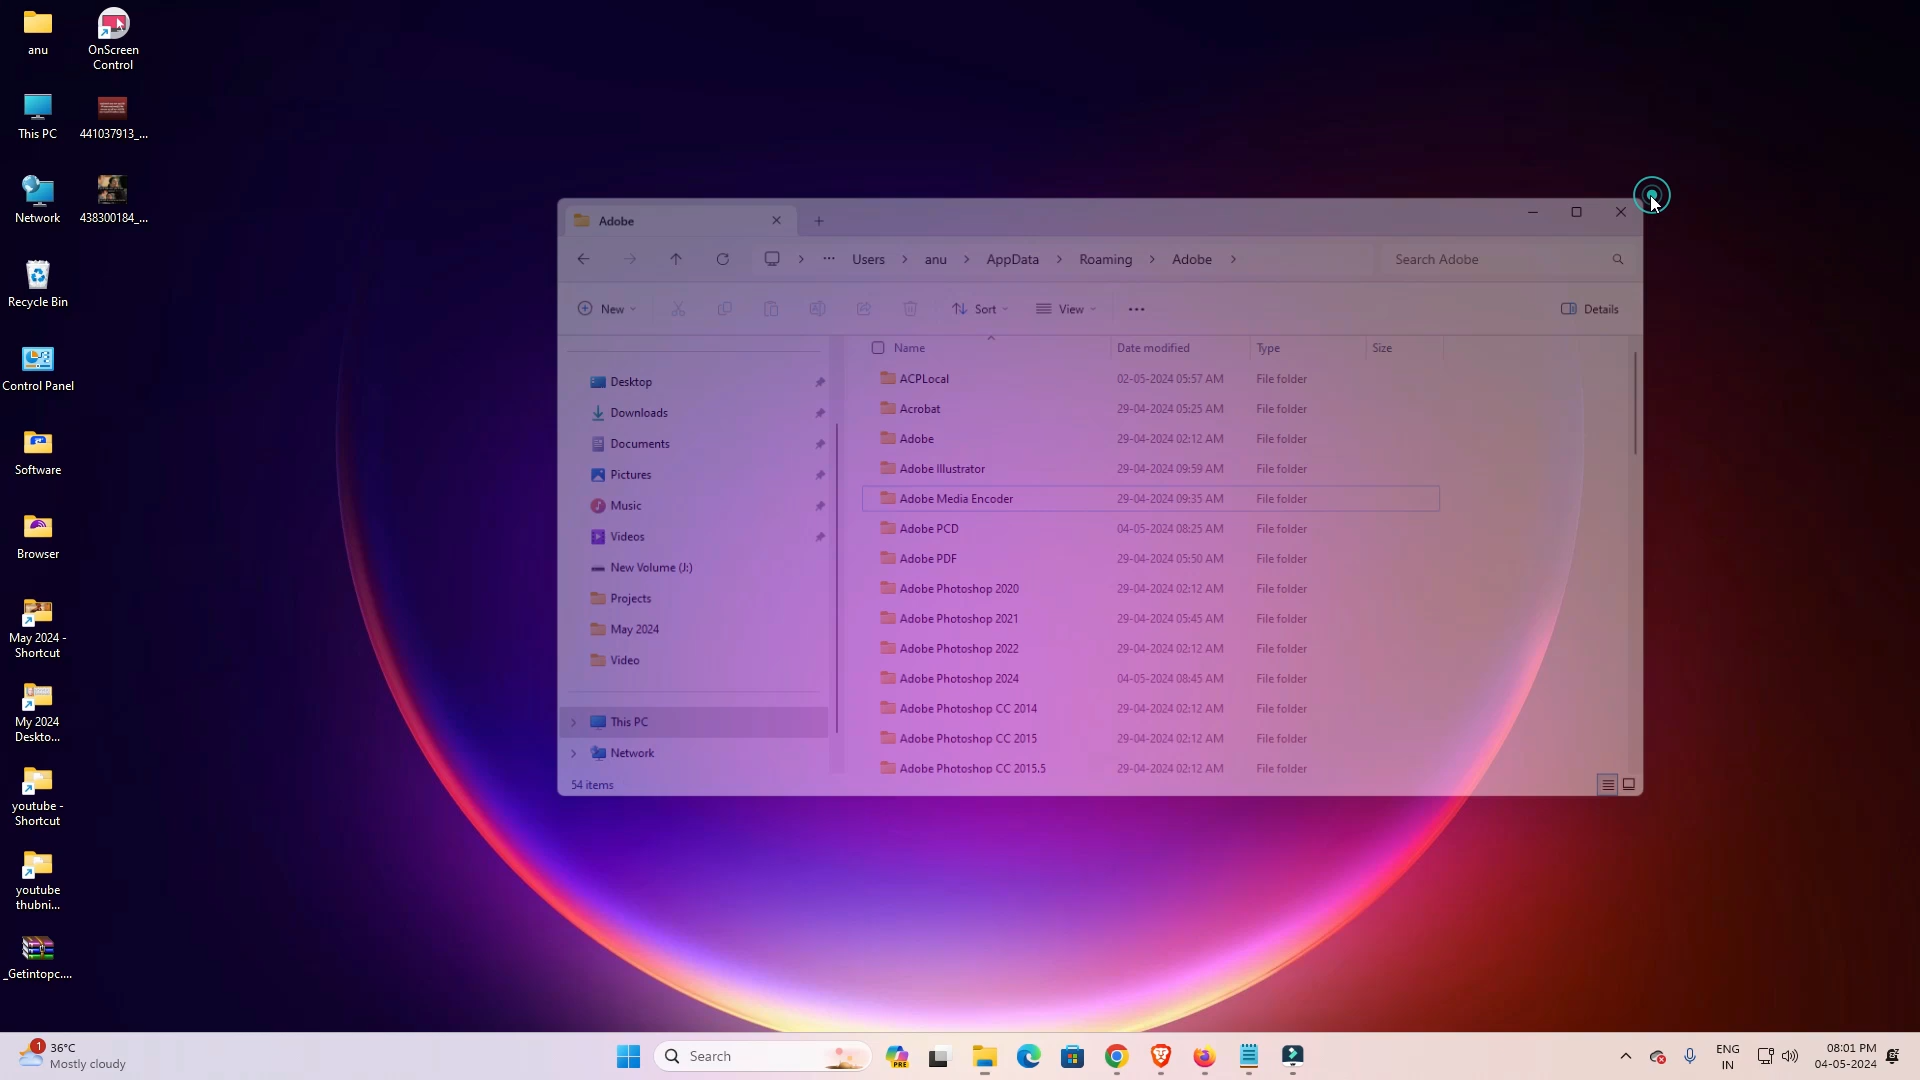 anu
OnScreen
Control
This PC
441037913_...
Network
438300184_...
Recycle Bin
Control Panel
Software
Browser
May 2024 -
Shortcut
My 2024
Deskto...
youtube -
Shortcut
youtube
thubni...
_Getintopc....
Adobe
Users > anu > AppData > Roaming > Adobe >
Search Adobe
New
Sort
View
Details
Desktop
Downloads
Documents
Pictures
Music
Videos
New Volume (J:)
Projects
May 2024
Video
This PC
Network
Name Date modified Type Size
ACPLocal 02-05-2024 05:57 AM File folder
Acrobat 29-04-2024 05:25 AM File folder
Adobe 29-04-2024 02:12 AM File folder
Adobe Illustrator 29-04-2024 09:59 AM File folder
Adobe Media Encoder 29-04-2024 09:35 AM File folder
Adobe PCD 04-05-2024 08:25 AM File folder
Adobe PDF 29-04-2024 05:50 AM File folder
Adobe Photoshop 2020 29-04-2024 02:12 AM File folder
Adobe Photoshop 2021 29-04-2024 05:45 AM File folder
Adobe Photoshop 2022 29-04-2024 02:12 AM File folder
Adobe Photoshop 2024 04-05-2024 08:45 AM File folder
Adobe Photoshop CC 2014 29-04-2024 02:12 AM File folder
Adobe Photoshop CC 2015 29-04-2024 02:12 AM File folder
Adobe Photoshop CC 2015.5 29-04-2024 02:12 AM File folder
54 items
1
36°C
Mostly cloudy
Search
PRE
ENG
IN
08:01 PM
04-05-2024